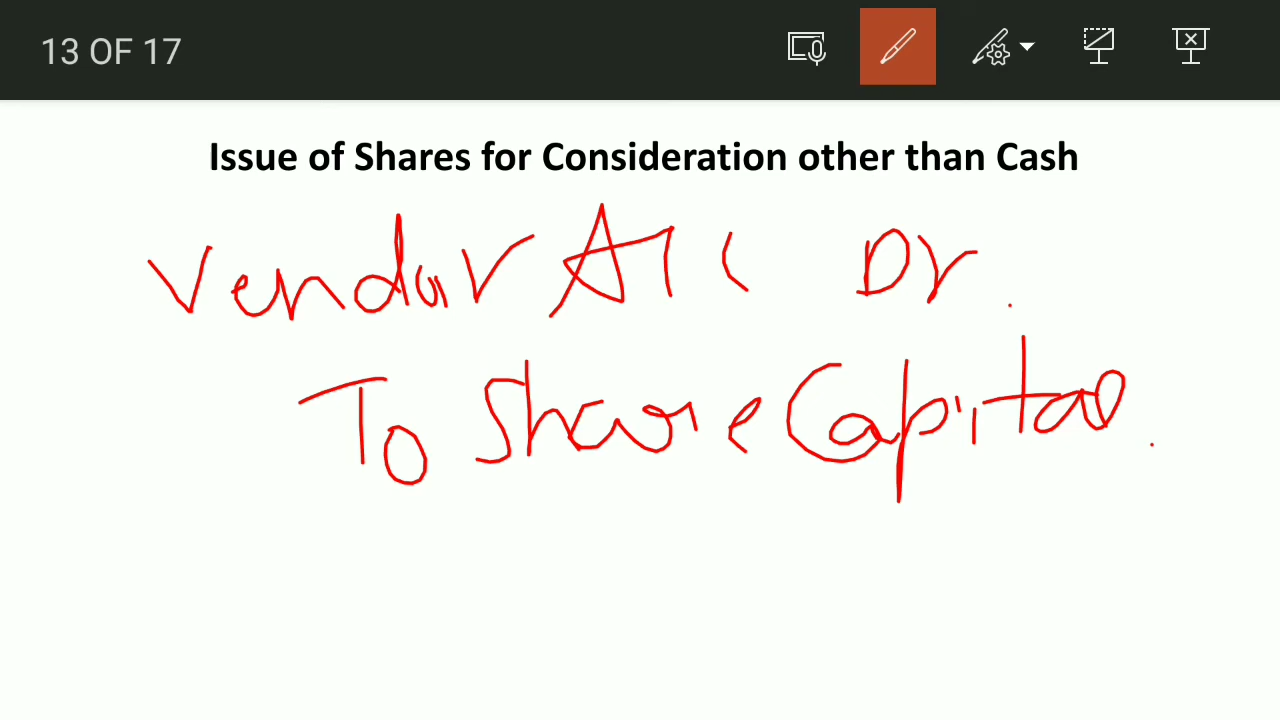 13 OF 17
Issue of Shares for Consideration other than Cash
Vendor A/c Dr.
To Share Capital